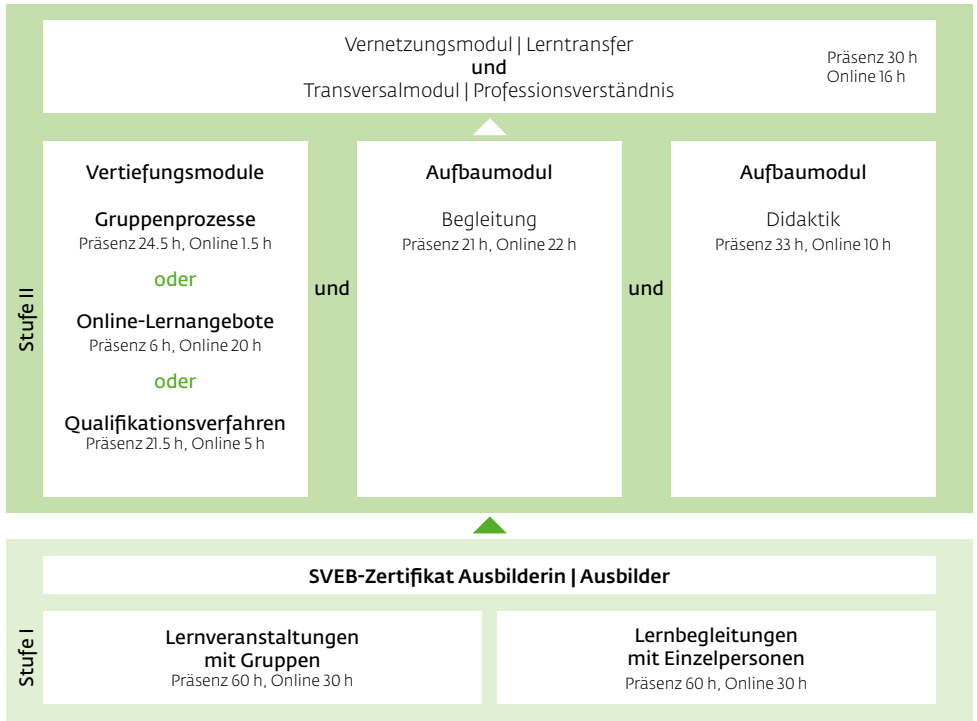 Vernetzungsmodul | Lerntransfer
und
Transversalmodul | Professionsverständnis
Präsenz 30 h
Online 16 h
Stufe II
Vertiefungsmodule
Gruppenprozesse
Präsenz 24.5 h, Online 1.5 h
oder
Online-Lernangebote
Präsenz 6 h, Online 20 h
oder
Qualifikationsverfahren
Präsenz 21.5 h, Online 5 h
und
Aufbaumodul
Begleitung
Präsenz 21 h, Online 22 h
und
Aufbaumodul
Didaktik
Präsenz 33 h, Online 10 h
Stufe I
SVEB-Zertifikat Ausbilderin | Ausbilder
Lernveranstaltungen
mit Gruppen
Präsenz 60 h, Online 30 h
Lernbegleitungen
mit Einzelpersonen
Präsenz 60 h, Online 30 h